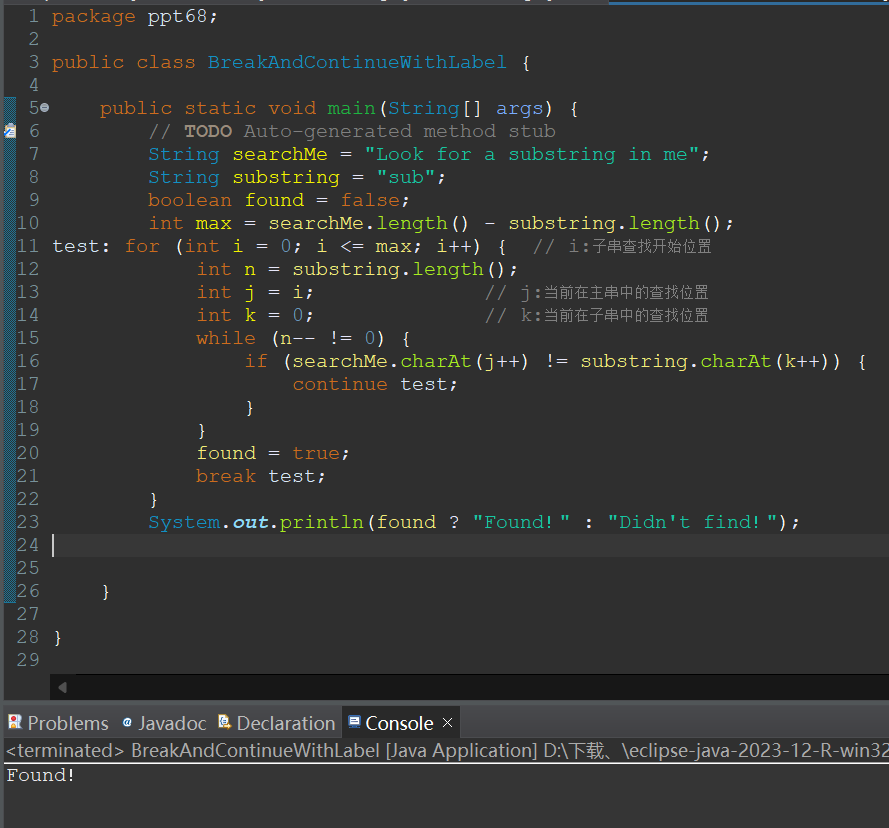 1 package ppt68;
2
3 public class BreakAndContinueWithLabel {
4
5 public static void main(String[] args) {
6 // TODO Auto-generated method stub
7 String searchMe = "Look for a substring in me";
8 String substring = "sub";
9 boolean found = false;
10 int max = searchMe.length() - substring.length();
11 test: for (int i = 0; i <= max; i++) { // i:子串查找开始位置
12 int n = substring.length();
13 int j = i; // j:当前在主串中的查找位置
14 int k = 0; // k:当前在子串中的查找位置
15 while (n-- != 0) {
16 if (searchMe.charAt(j++) != substring.charAt(k++)) {
17 continue test;
18 }
19 }
20 found = true;
21 break test;
22 }
23 System.out.println(found ? "Found!" : "Didn't find!");
24
25
26 }
27
28 }
29
Problems Javadoc Declaration Console
<terminated> BreakAndContinueWithLabel [Java Application] D:\下载、\eclipse-java-2023-12-R-win32
Found!